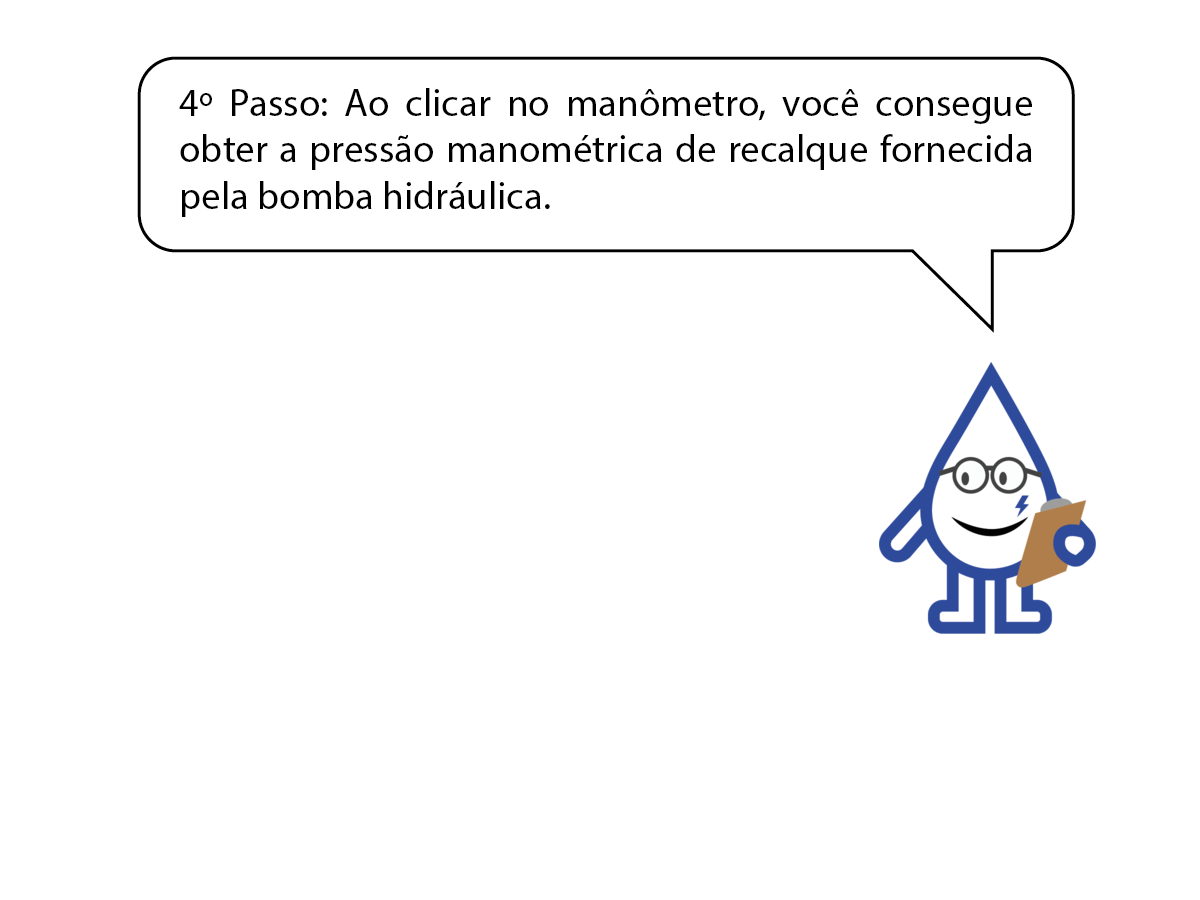 4º Passo: Ao clicar no manômetro, você consegue
obter a pressão manométrica de recalque fornecida
pela bomba hidráulica.